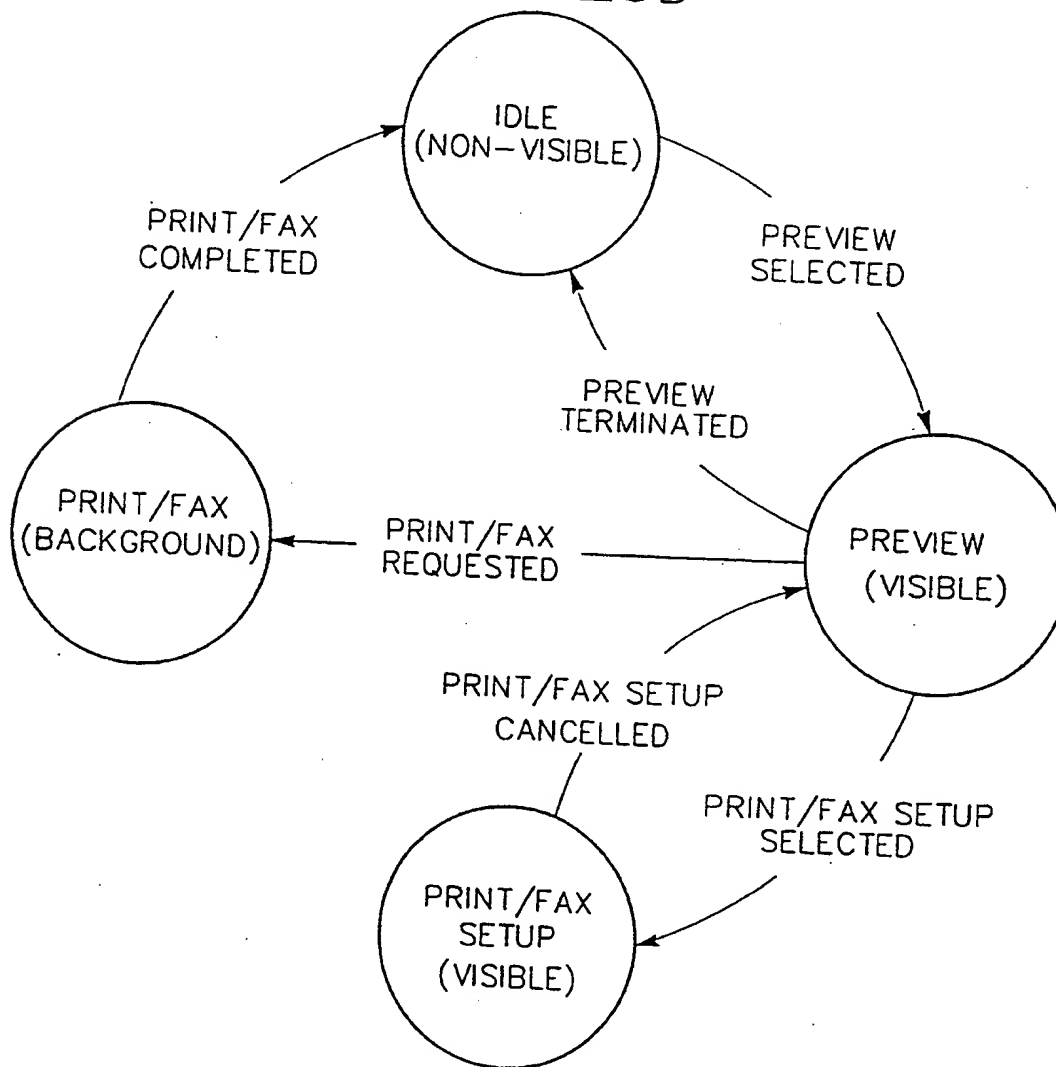 IDLE
(NON-VISIBLE)
PRINT/FAX
COMPLETED
PREVIEW
SELECTED
PREVIEW
TERMINATED
PRINT/FAX
(BACKGROUND)
PRINT/FAX
REQUESTED
PREVIEW
(VISIBLE)
PRINT/FAX SETUP
CANCELLED
PRINT/FAX SETUP
SELECTED
PRINT/FAX
SETUP
(VISIBLE)